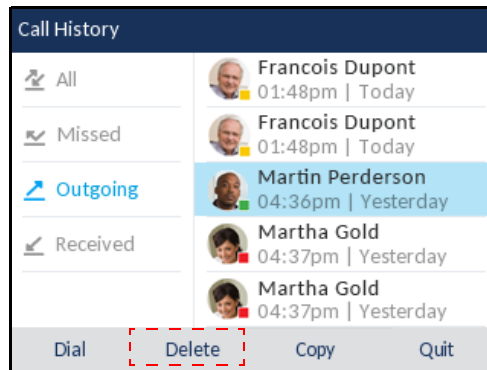 Call History
All
Missed
Outgoing
Received
Francois Dupont
01:48pm | Today
Francois Dupont
01:48pm | Today
Martin Perderson
04:36pm | Yesterday
Martha Gold
04:37pm | Yesterday
Martha Gold
04:37pm | Yesterday
Dial Delete Copy Quit